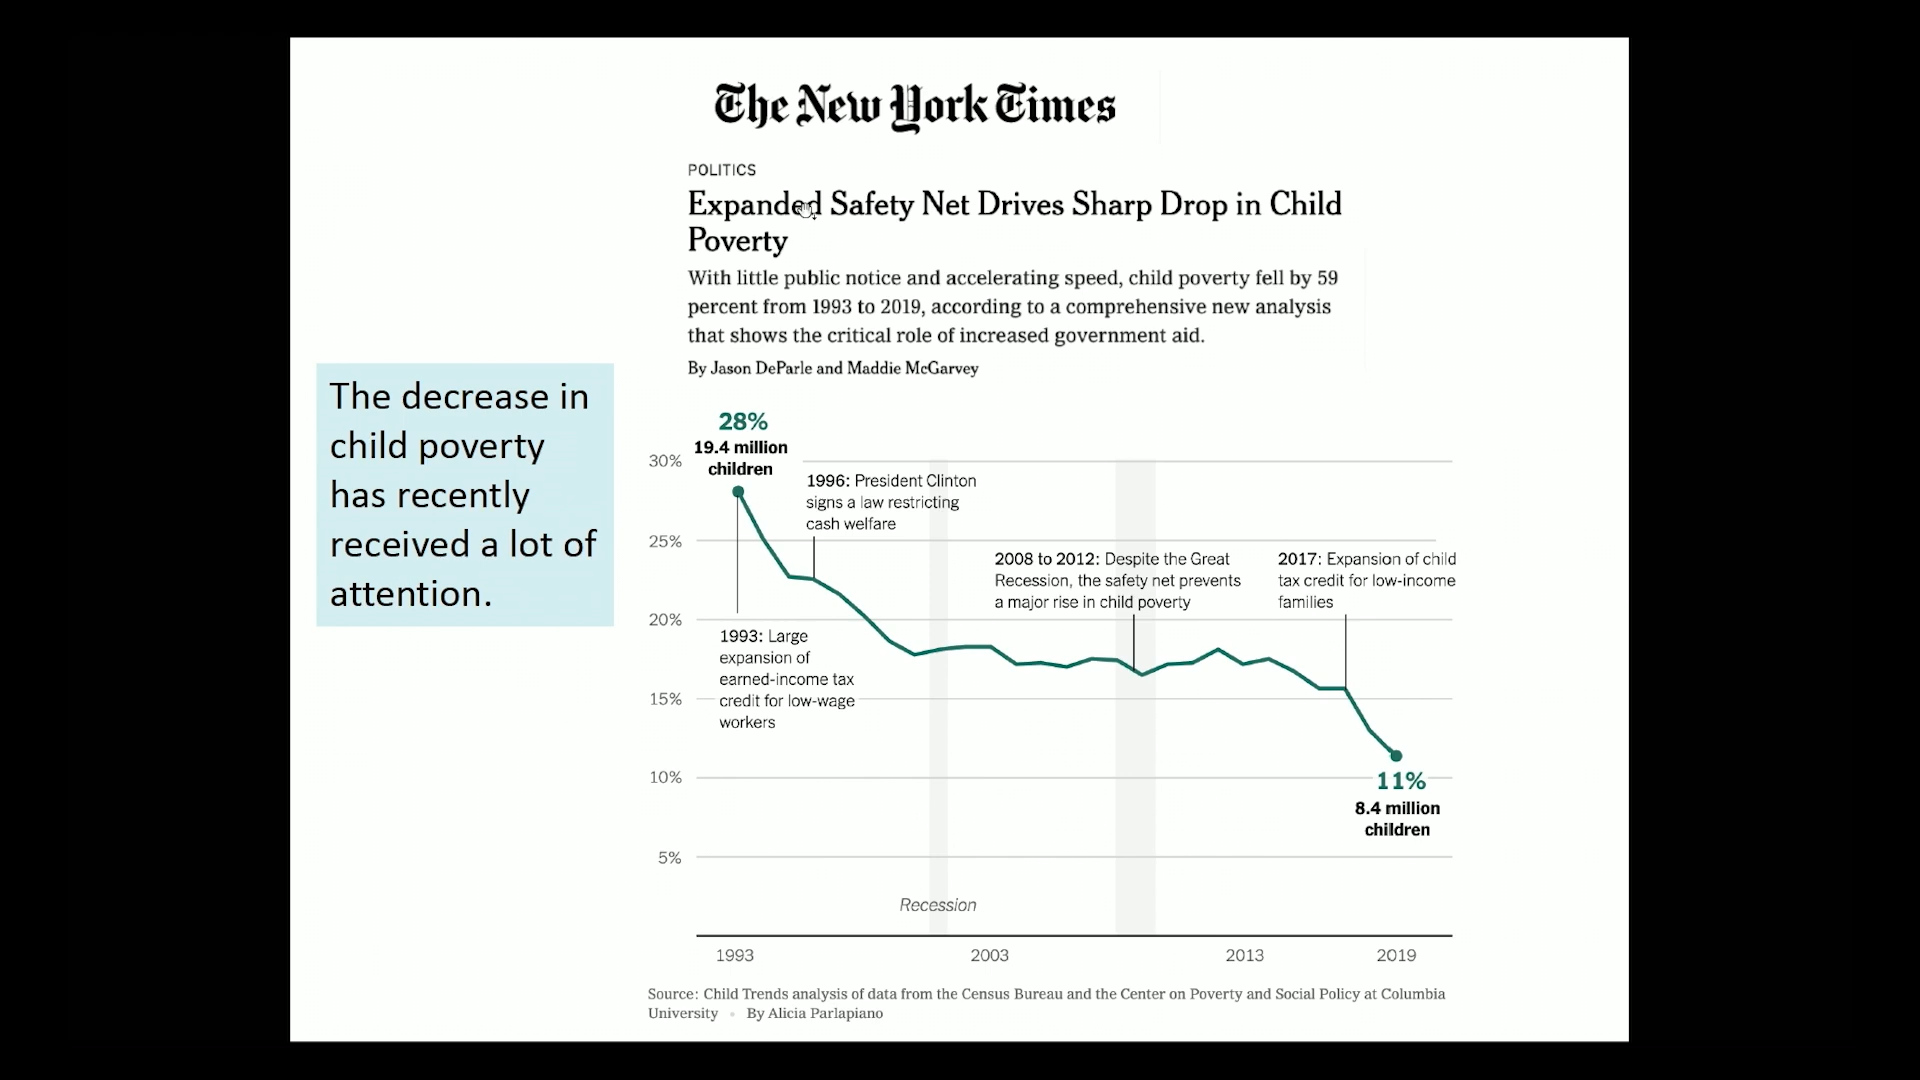 The New York Times
POLITICS
Expanded Safety Net Drives Sharp Drop in Child
Poverty
With little public notice and accelerating speed, child poverty fell by 59
percent from 1993 to 2019, according to a comprehensive new analysis
that shows the critical role of increased government aid.
By Jason DeParle and Maddie McGarvey
The decrease in
child poverty
has recently
received a lot of
attention.
28%
19.4 million
children
30%
25%
20%
15%
10%
5%
1996: President Clinton
signs a law restricting
cash welfare
1993: Large
expansion of
earned-income tax
credit for low-wage
workers
2008 to 2012: Despite the Great
Recession, the safety net prevents
a major rise in child poverty
2017: Expansion of child
tax credit for low-income
families
11%
8.4 million
children
Recession
1993
2003
2013
2019
Source: Child Trends analysis of data from the Census Bureau and the Center on Poverty and Social Policy at Columbia
University • By Alicia Parlapiano